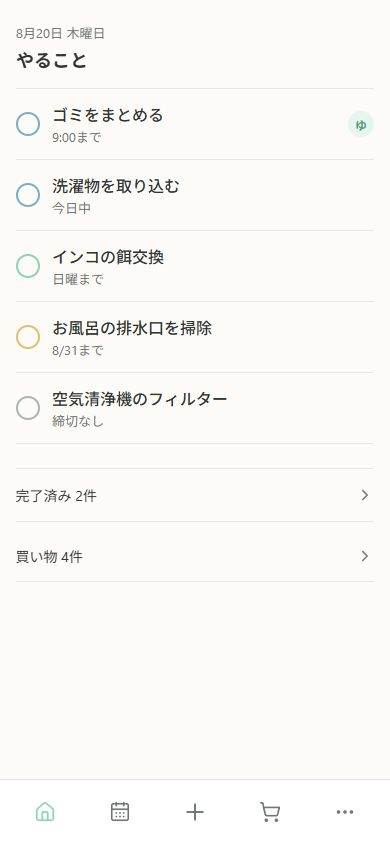 8月20日 木曜日
やること
ゴミをまとめる
9:00まで
ゆ
洗濯物を取り込む
今日中
インコの餌交換
日曜まで
お風呂の排水口を掃除
8/31まで
空気清浄機のフィルター
締切なし
完了済み 2件
買い物 4件